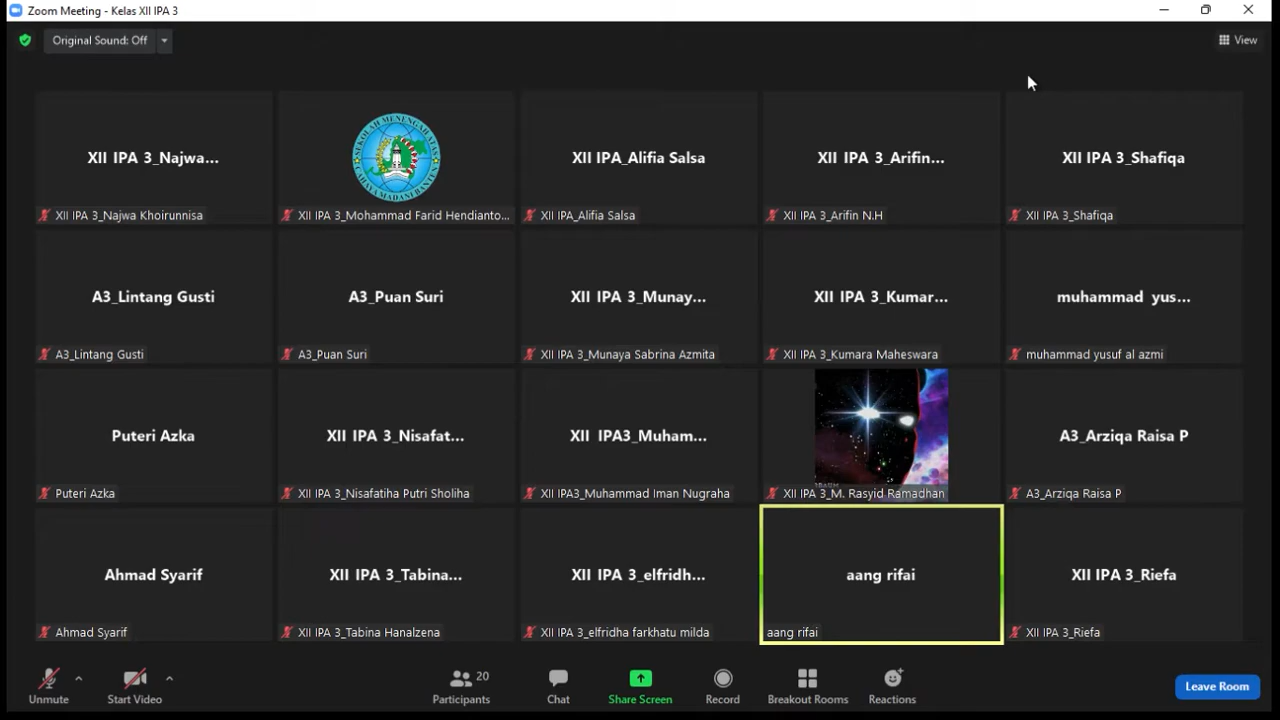 Zoom Meeting - Kelas XII IPA 3
Original Sound: Off
View
XII IPA 3_Najwa...
XII IPA 3_Najwa Khoirunnisa
SEKOLAH MENENGAH ATAS
CAHAYA MADANI BANTEN
XII IPA 3_Mohammad Farid Hendianto...
XII IPA_Alifia Salsa
XII IPA_Alifia Salsa
XII IPA 3_Arifin...
XII IPA 3_Arifin N.H
XII IPA 3_Shafiqa
XII IPA 3_Shafiqa
A3_Lintang Gusti
A3_Lintang Gusti
A3_Puan Suri
A3_Puan Suri
XII IPA 3_Munay...
XII IPA 3_Munaya Sabrina Azmita
XII IPA 3_Kumar...
XII IPA 3_Kumara Maheswara
muhammad yus...
muhammad yusuf al azmi
Puteri Azka
Puteri Azka
XII IPA 3_Nisafat...
XII IPA 3_Nisafatiha Putri Sholiha
XII IPA3_Muham...
XII IPA3_Muhammad Iman Nugraha
XII IPA 3_M. Rasyid Ramadhan
A3_Arziqa Raisa P
A3_Arziqa Raisa P
Ahmad Syarif
Ahmad Syarif
XII IPA 3_Tabina...
XII IPA 3_Tabina Hanalzena
XII IPA 3_elfridh...
XII IPA 3_elfridha farkhatu milda
aang rifai
aang rifai
XII IPA 3_Riefa
XII IPA 3_Riefa
Unmute
Start Video
20
Participants
Chat
Share Screen
Record
Breakout Rooms
Reactions
Leave Room